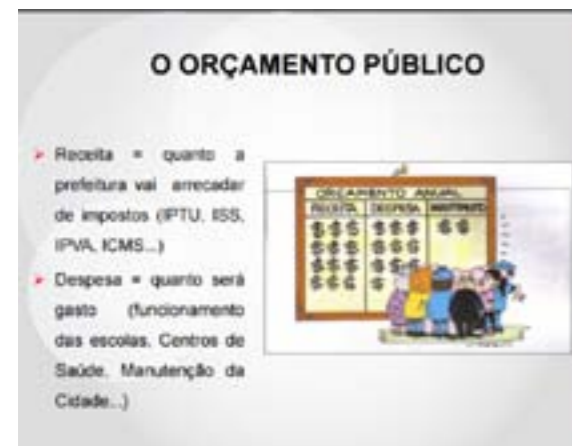 O ORÇAMENTO PÚBLICO
Receita = quanto a
prefeitura vai arrecadar
de impostos (IPTU, ISS,
IPVA, ICMS...)
Despesa = quanto será
gasto (funcionamento
das escolas, Centros de
Saúde, Manutenção da
Cidade...)
ORÇAMENTO ANUAL
RECEITA DESPESA
$ $ $ $ $ $ $ $
$ $ $ $ $ $
$ $ $ $ $ $
$ $ $ $